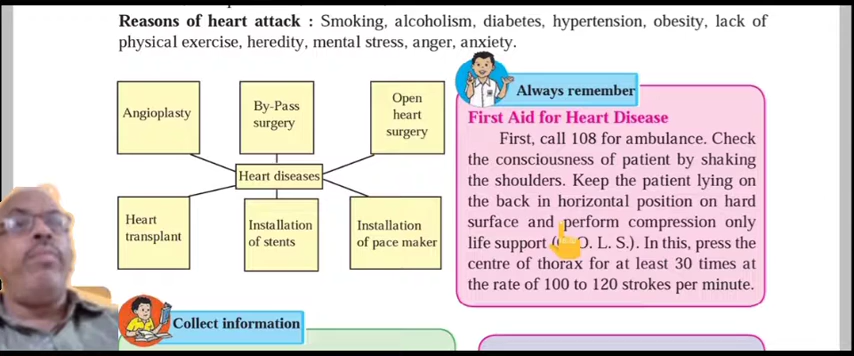 Reasons of heart attack : Smoking, alcoholism, diabetes, hypertension, obesity, lack of
physical exercise, heredity, mental stress, anger, anxiety.
Angioplasty
By-Pass
surgery
Open
heart
surgery
Heart diseases
Heart
transplant
Installation
of stents
Installation
of pace maker
Always remember
First Aid for Heart Disease
First, call 108 for ambulance. Check
the consciousness of patient by shaking
the shoulders. Keep the patient lying on
the back in horizontal position on hard
surface and perform compression only
life support ( O. L. S.). In this, press the
centre of thorax for at least 30 times at
the rate of 100 to 120 strokes per minute.
Collect information